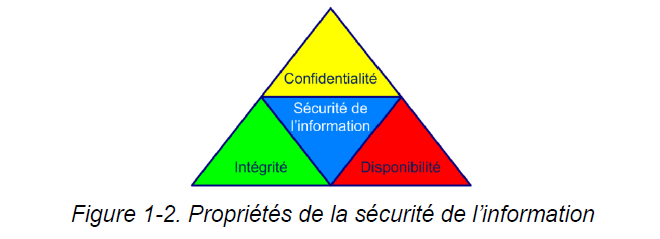 Confidentialité
Sécurité de
l'information
Intégrité
Disponibilité
Figure 1-2. Propriétés de la sécurité de l'information